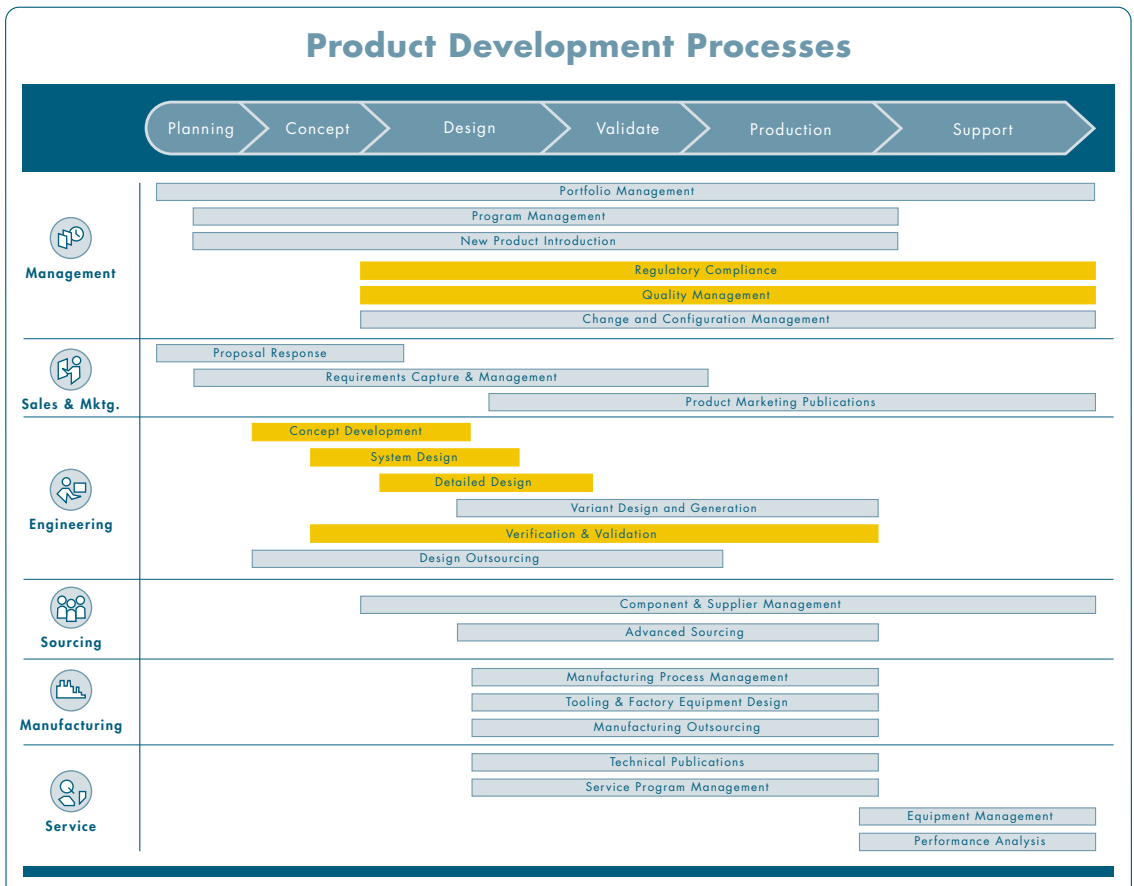 Product Development Processes
Planning
Concept
Design
Validate
Production
Support
Management
Portfolio Management
Program Management
New Product Introduction
Regulatory Compliance
Quality Management
Change and Configuration Management
Sales & Mktg.
Proposal Response
Requirements Capture & Management
Product Marketing Publications
Engineering
Concept Development
System Design
Detailed Design
Variant Design and Generation
Verification & Validation
Design Outsourcing
Sourcing
Component & Supplier Management
Advanced Sourcing
Manufacturing
Manufacturing Process Management
Tooling & Factory Equipment Design
Manufacturing Outsourcing
Service
Technical Publications
Service Program Management
Equipment Management
Performance Analysis